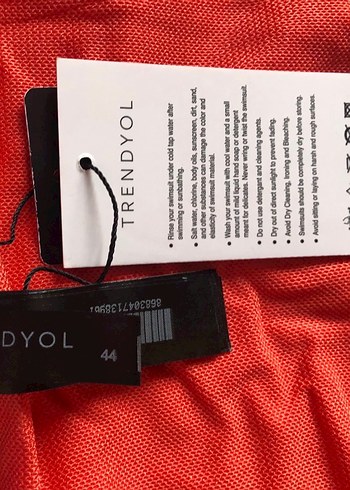 TRENDYOL
• Rinse your swimsuit under cold tap water after
swimming or sunbathing.
• Salt water, chlorine, body oils, sunscreen, dirt, sand,
and other substances can damage the color and
elasticity of swimsuit material.
• Wash your swimsuit with cool water and a small
amount of mild liquid hand soap or detergent
meant for delicates. Never wring or twist the swimsuit.
• Do not use detergent and cleaning agents.
• Dry out of direct sunlight to prevent fading.
• Avoid Dry Cleaning, Ironing and Bleaching.
• Swimsuits should be completely dry before storing.
• Avoid sitting or laying on harsh and rough surfaces.
8683047138961
DYOL
44